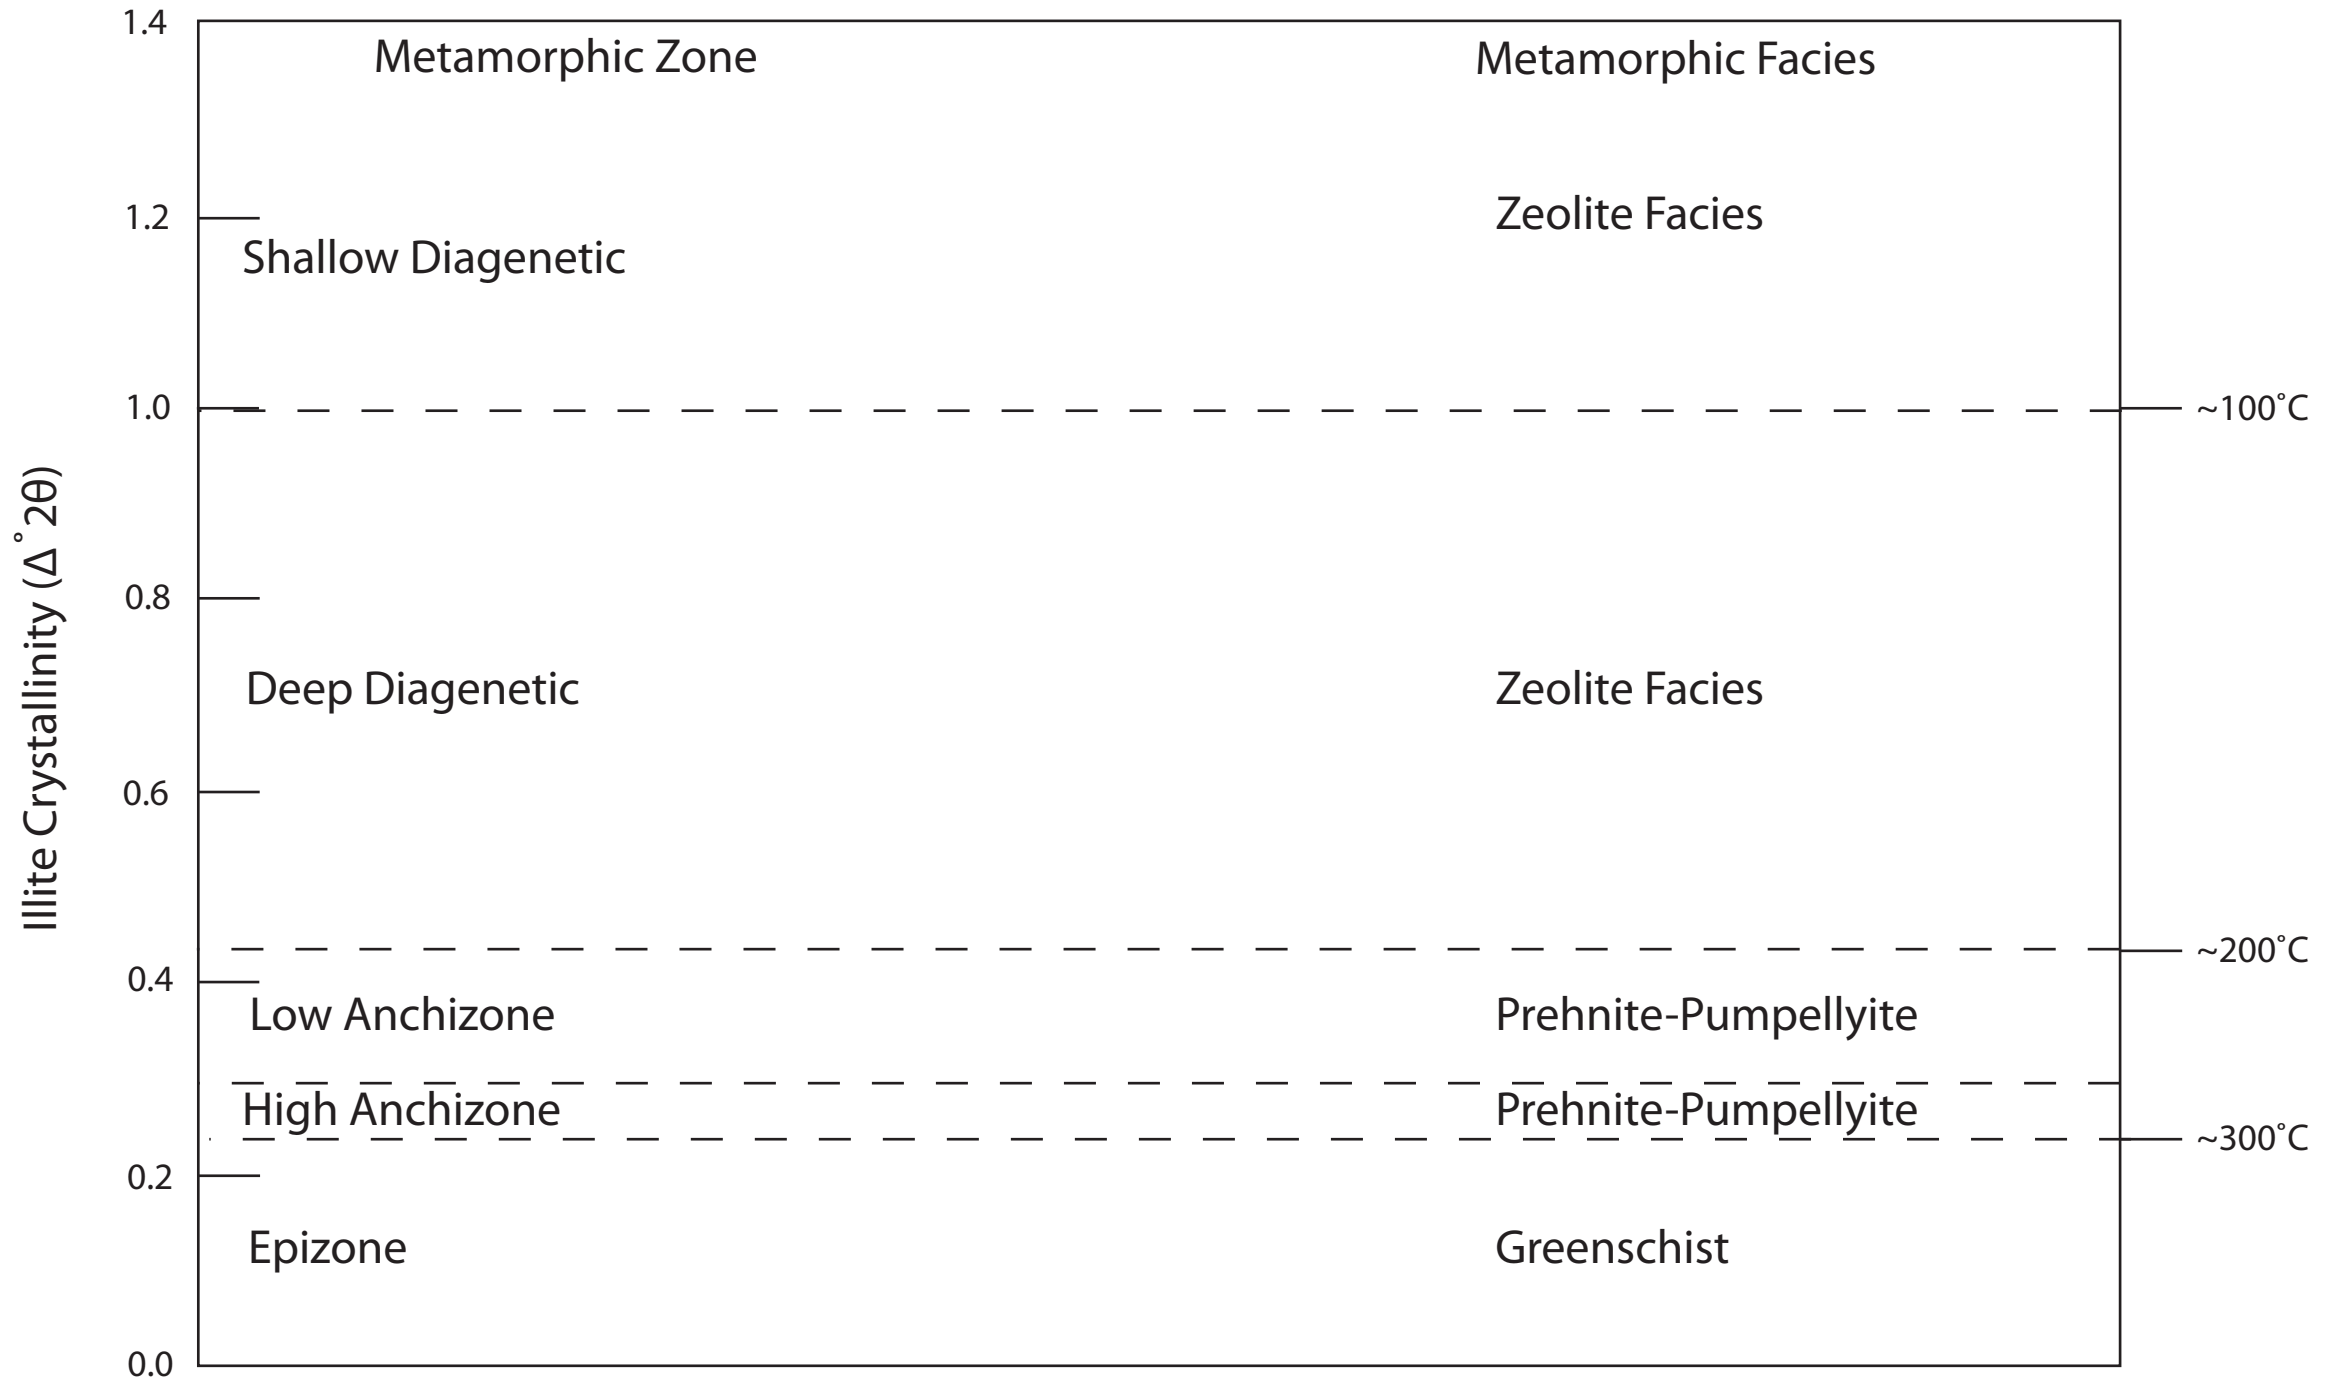 1.4
Metamorphic Zone
Metamorphic Facies
1.2
Zeolite Facies
Shallow Diagenetic
1.0
~100˚C
Illite Crystallinity (Δ˚2θ)
0.8
Deep Diagenetic
Zeolite Facies
0.6
~200˚C
0.4
Low Anchizone
Prehnite-Pumpellyite
High Anchizone
Prehnite-Pumpellyite
~300˚C
0.2
Epizone
Greenschist
0.0